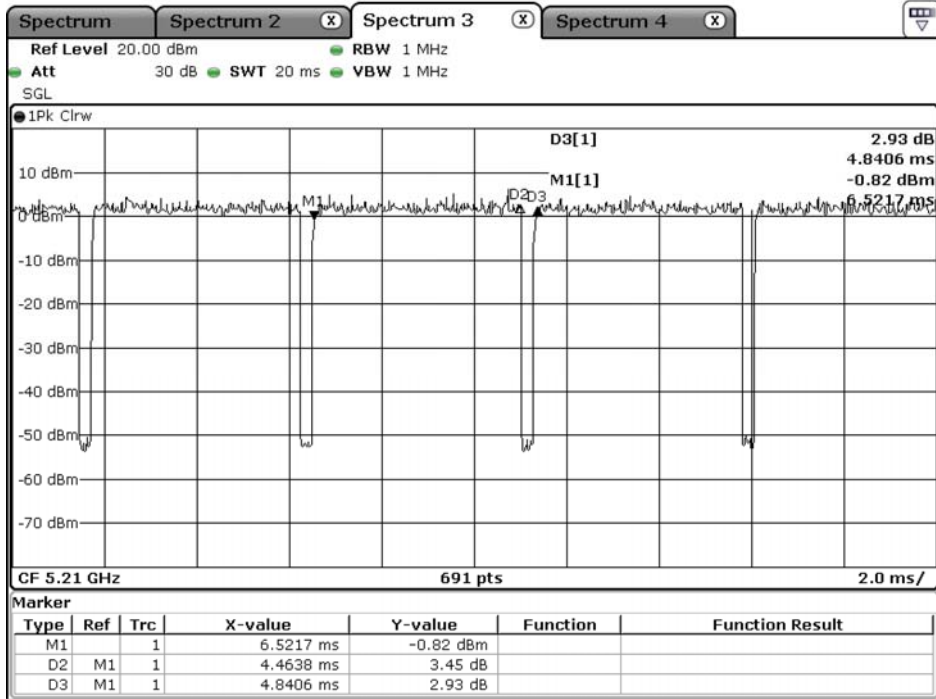 Spectrum Spectrum 2 X Spectrum 3 X Spectrum 4 X
Ref Level 20.00 dBm RBW 1 MHz
Att 30 dB SWT 20 ms VBW 1 MHz
SGL
1Pk Clrw
D3[1] 2.93 dB
4.8406 ms
10 dBm M1[1] -0.82 dBm
M1 D2 D3 6.5217 ms
0 dBm
-10 dBm
-20 dBm
-30 dBm
-40 dBm
-50 dBm
-60 dBm
-70 dBm
CF 5.21 GHz 691 pts 2.0 ms/
Marker
Type Ref Trc X-value Y-value Function Function Result
M1 1 6.5217 ms -0.82 dBm
D2 M1 1 4.4638 ms 3.45 dB
D3 M1 1 4.8406 ms 2.93 dB